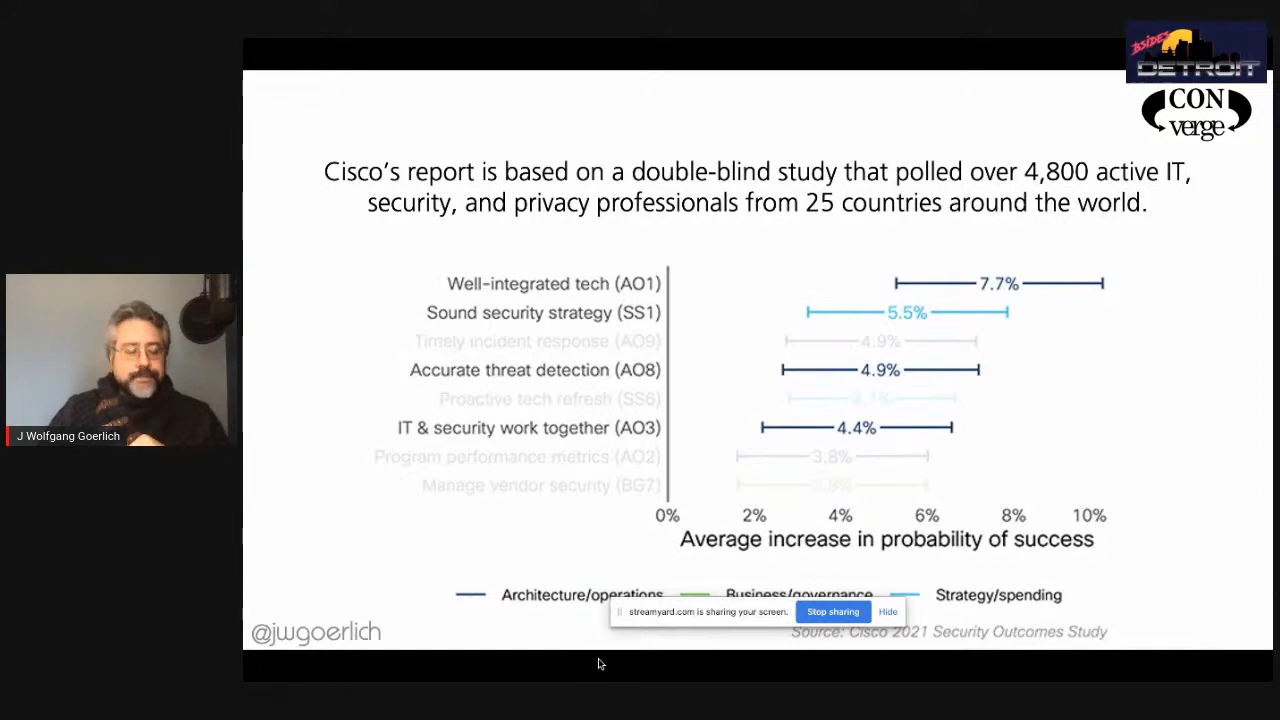 BSIDES
DETROIT
CON
verge
Cisco's report is based on a double-blind study that polled over 4,800 active IT,
security, and privacy professionals from 25 countries around the world.
Well-integrated tech (AO1) 7.7%
Sound security strategy (SS1) 5.5%
Timely incident response (AO9) 4.9%
Accurate threat detection (AO8) 4.9%
Proactive tech refresh (SS6)
IT & security work together (AO3) 4.4%
Program performance metrics (AO2) 3.8%
Manage vendor security (BG7)
0% 2% 4% 6% 8% 10%
Average increase in probability of success
Architecture/operations Business/governance Strategy/spending
streamyard.com is sharing your screen. Stop sharing Hide
@jwgoerlich
Source: Cisco 2021 Security Outcomes Study
J Wolfgang Goerlich